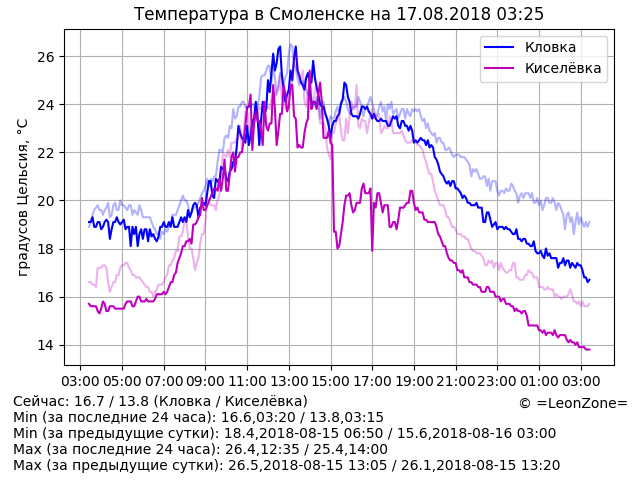 Температура в Смоленске на 17.08.2018 03:25
Кловка
Киселёвка
градусов Цельсия, °C
26
24
22
20
18
16
14
03:00 05:00 07:00 09:00 11:00 13:00 15:00 17:00 19:00 21:00 23:00 01:00 03:00
Сейчас: 16.7 / 13.8 (Кловка / Киселёвка)
© =LeonZone=
Min (за последние 24 часа): 16.6,03:20 / 13.8,03:15
Min (за предыдущие сутки): 18.4,2018-08-15 06:50 / 15.6,2018-08-16 03:00
Max (за последние 24 часа): 26.4,12:35 / 25.4,14:00
Max (за предыдущие сутки): 26.5,2018-08-15 13:05 / 26.1,2018-08-15 13:20